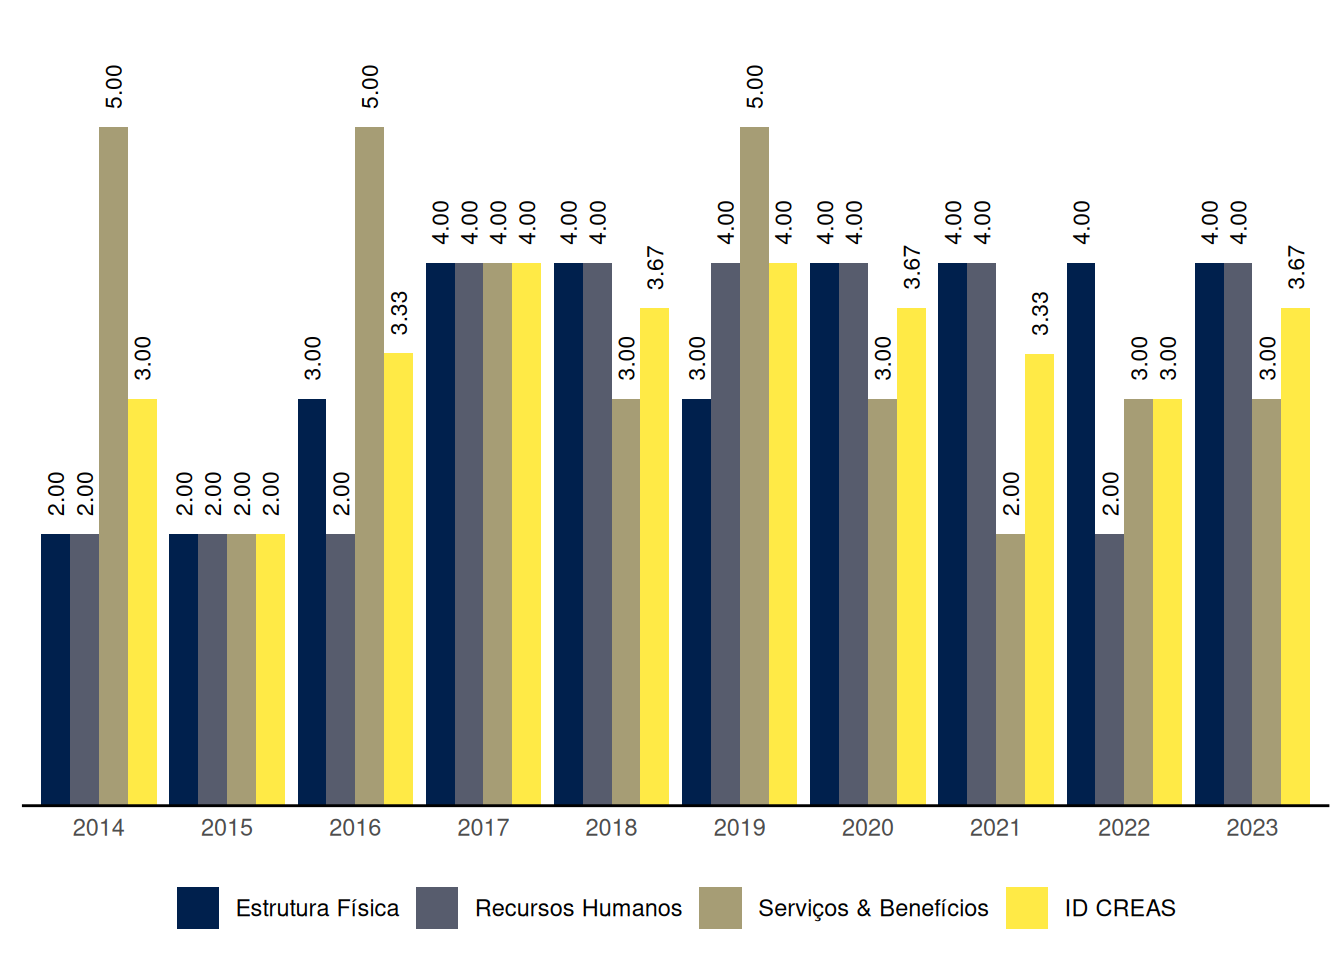 5.00 5.00 5.00
4.00 4.00 4.00 4.00 4.00 4.00 4.00 4.00 4.00 4.00 4.00 4.00 4.00 4.00 4.00
3.67 3.67 3.67
3.33 3.33
3.00 3.00 3.00 3.00 3.00 3.00 3.00 3.00
2.00 2.00 2.00 2.00 2.00 2.00 2.00 2.00 2.00
2014 2015 2016 2017 2018 2019 2020 2021 2022 2023
Estrutura Física Recursos Humanos Serviços & Benefícios ID CREAS